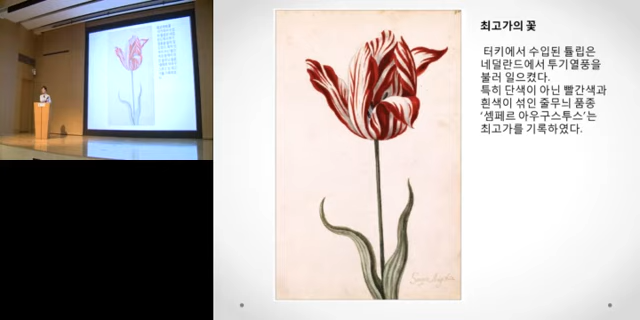 최고가의 꽃
터키에서 수입된 튤립은
네덜란드에서 투기열풍을
불러 일으켰다.
특히 단색이 아닌 빨간색과
흰색이 섞인 줄무늬 품종
‘셈페르 아우구스투스’는
최고가를 기록하였다.